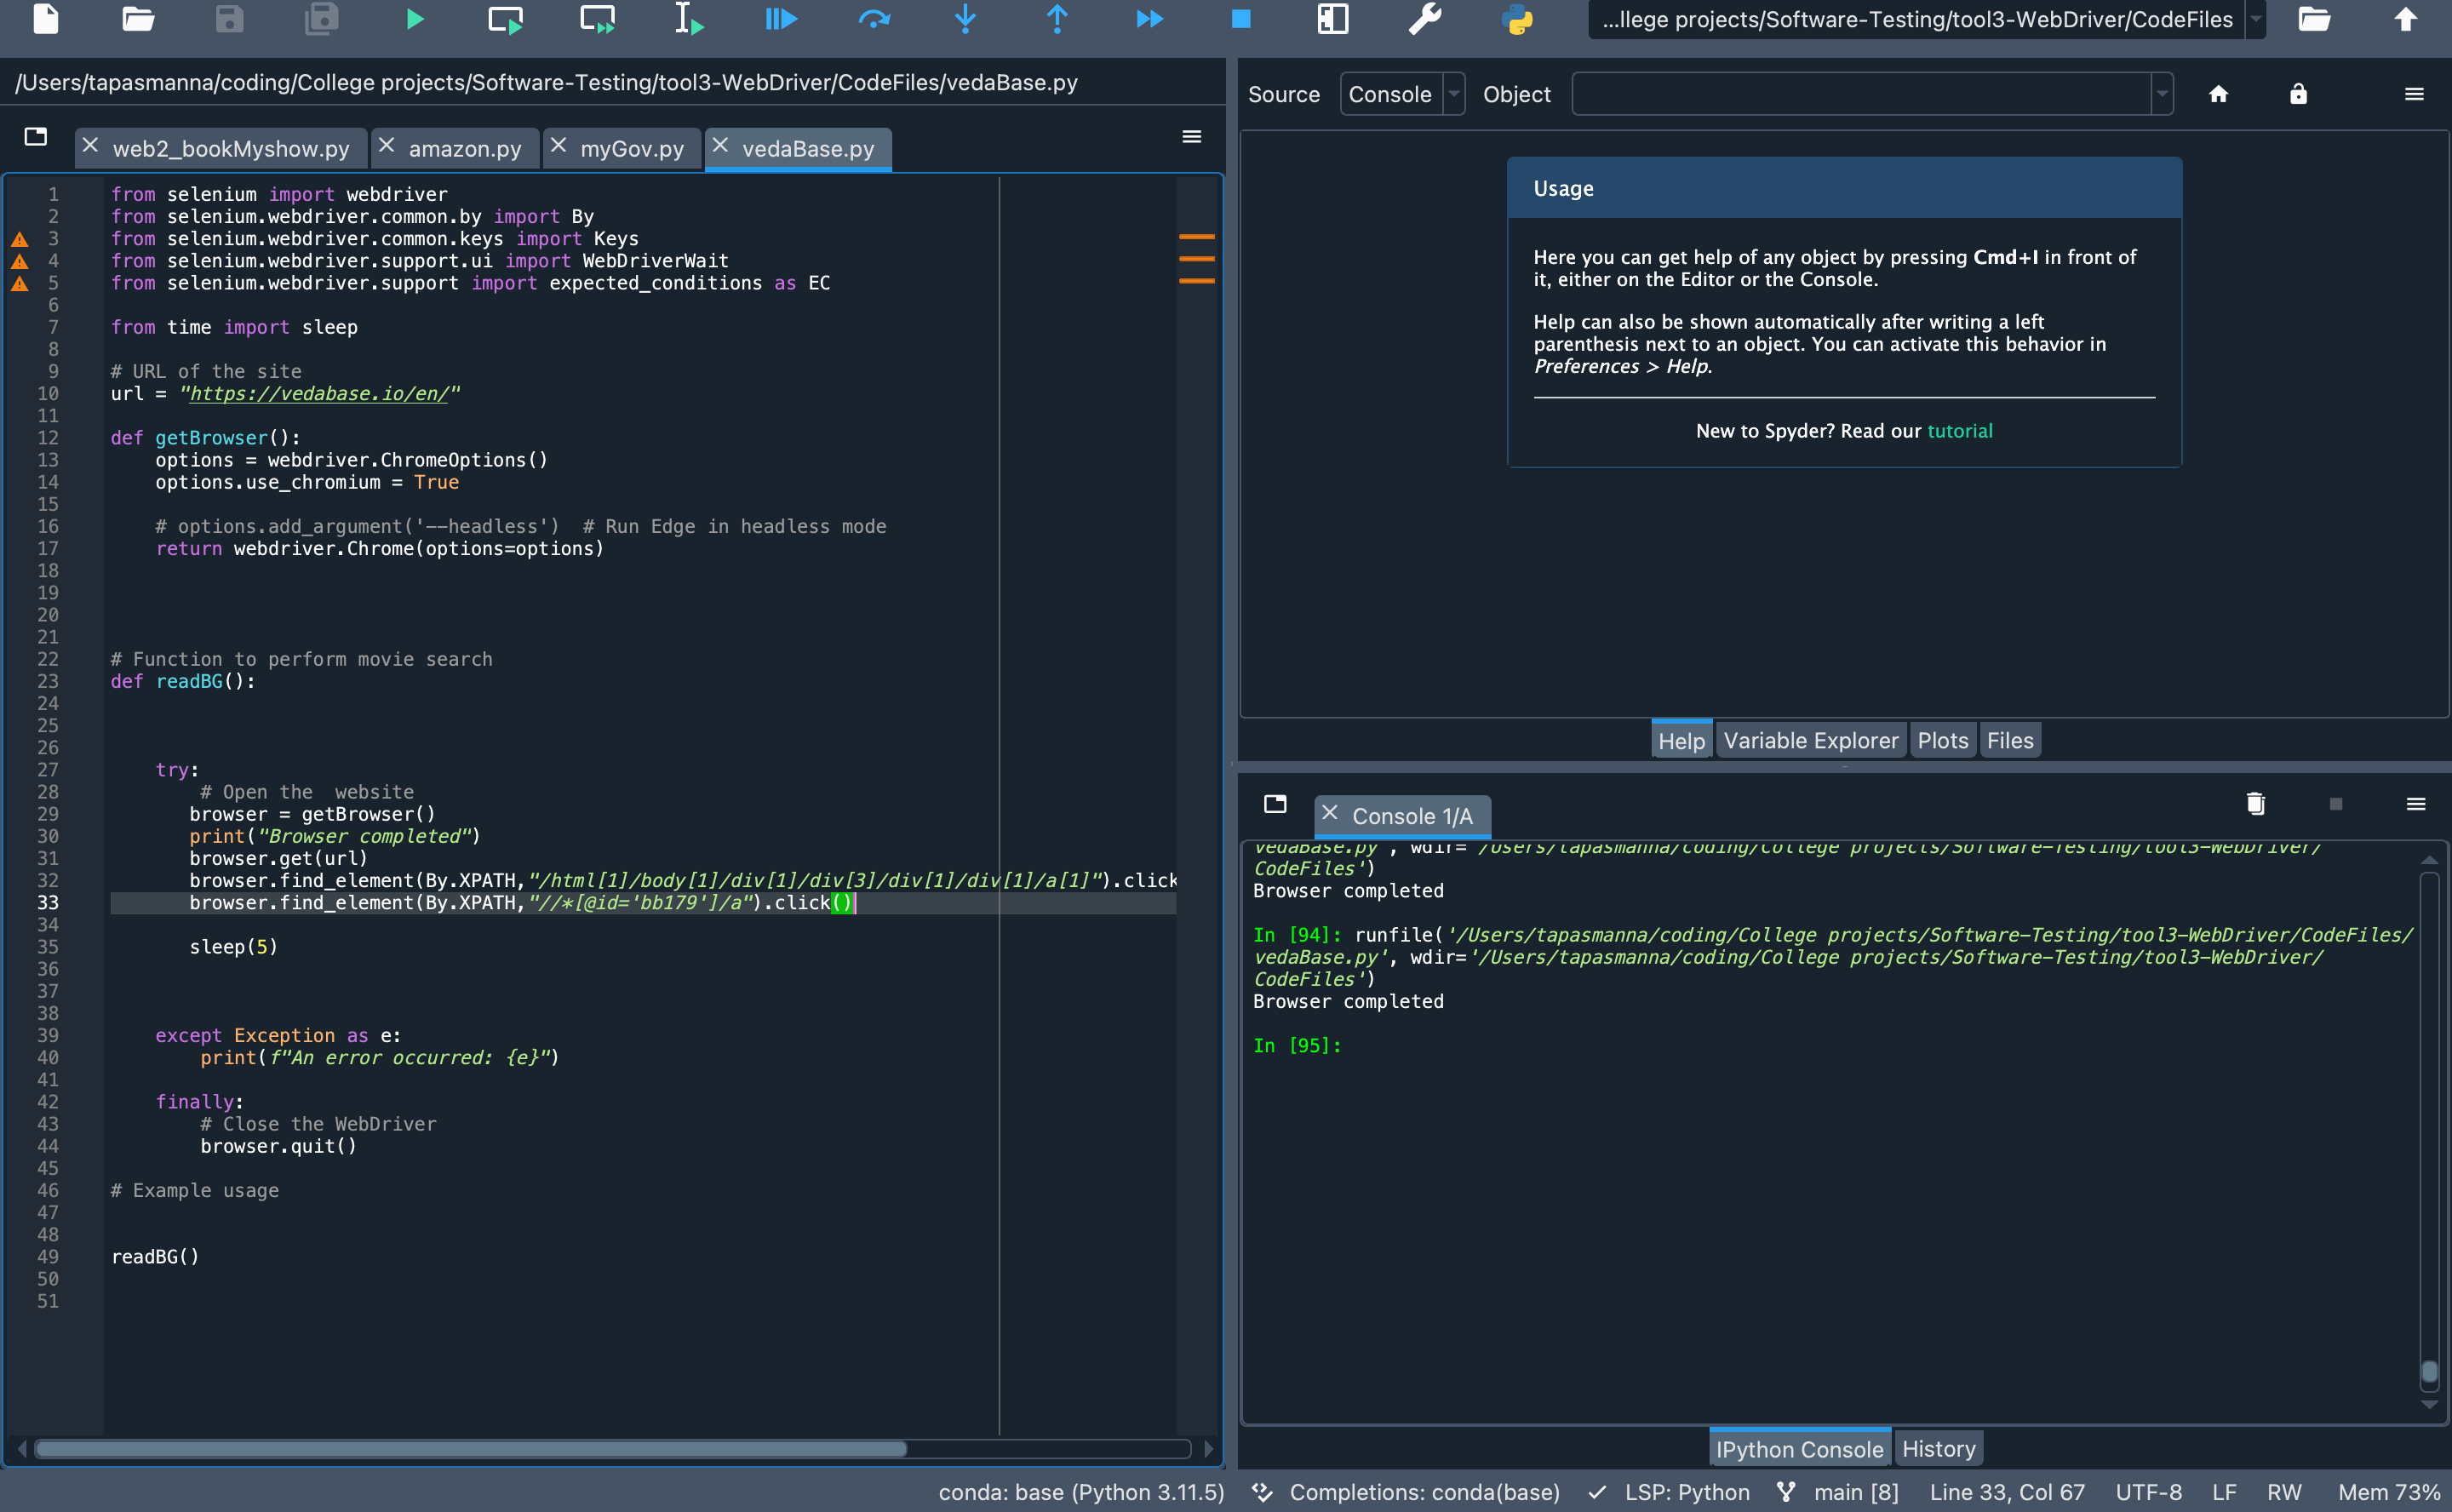 ...llege projects/Software-Testing/tool3-WebDriver/CodeFiles
/Users/tapasmanna/coding/College projects/Software-Testing/tool3-WebDriver/CodeFiles/vedaBase.py
web2_bookMyshow.py
amazon.py
myGov.py
vedaBase.py
1 from selenium import webdriver
2 from selenium.webdriver.common.by import By
3 from selenium.webdriver.common.keys import Keys
4 from selenium.webdriver.support.ui import WebDriverWait
5 from selenium.webdriver.support import expected_conditions as EC
6
7 from time import sleep
8
9 # URL of the site
10 url = "https://vedabase.io/en/"
11
12 def getBrowser():
13     options = webdriver.ChromeOptions()
14     options.use_chromium = True
15
16     # options.add_argument('--headless')  # Run Edge in headless mode
17     return webdriver.Chrome(options=options)
18
19
20
21
22 # Function to perform movie search
23 def readBG():
24
25
26
27     try:
28         # Open the  website
29        browser = getBrowser()
30        print("Browser completed")
31        browser.get(url)
32        browser.find_element(By.XPATH,"/html[1]/body[1]/div[1]/div[3]/div[1]/div[1]/a[1]").click
33        browser.find_element(By.XPATH,"//*[@id='bb179']/a").click()
34
35        sleep(5)
36
37
38
39     except Exception as e:
40         print(f"An error occurred: {e}")
41
42     finally:
43         # Close the WebDriver
44         browser.quit()
45
46 # Example usage
47
48
49 readBG()
50
51
Source Console Object
Usage
Here you can get help of any object by pressing Cmd+I in front of
it, either on the Editor or the Console.
Help can also be shown automatically after writing a left
parenthesis next to an object. You can activate this behavior in
Preferences > Help.
New to Spyder? Read our tutorial
Help Variable Explorer Plots Files
Console 1/A
vedaBase.py', wdir='/Users/tapasmanna/coding/College projects/Software-Testing/tool3-WebDriver/
CodeFiles')
Browser completed
In [94]: runfile('/Users/tapasmanna/coding/College projects/Software-Testing/tool3-WebDriver/CodeFiles/
vedaBase.py', wdir='/Users/tapasmanna/coding/College projects/Software-Testing/tool3-WebDriver/
CodeFiles')
Browser completed
In [95]:
IPython Console History
conda: base (Python 3.11.5) Completions: conda(base) LSP: Python main [8] Line 33, Col 67 UTF-8 LF RW Mem 73%